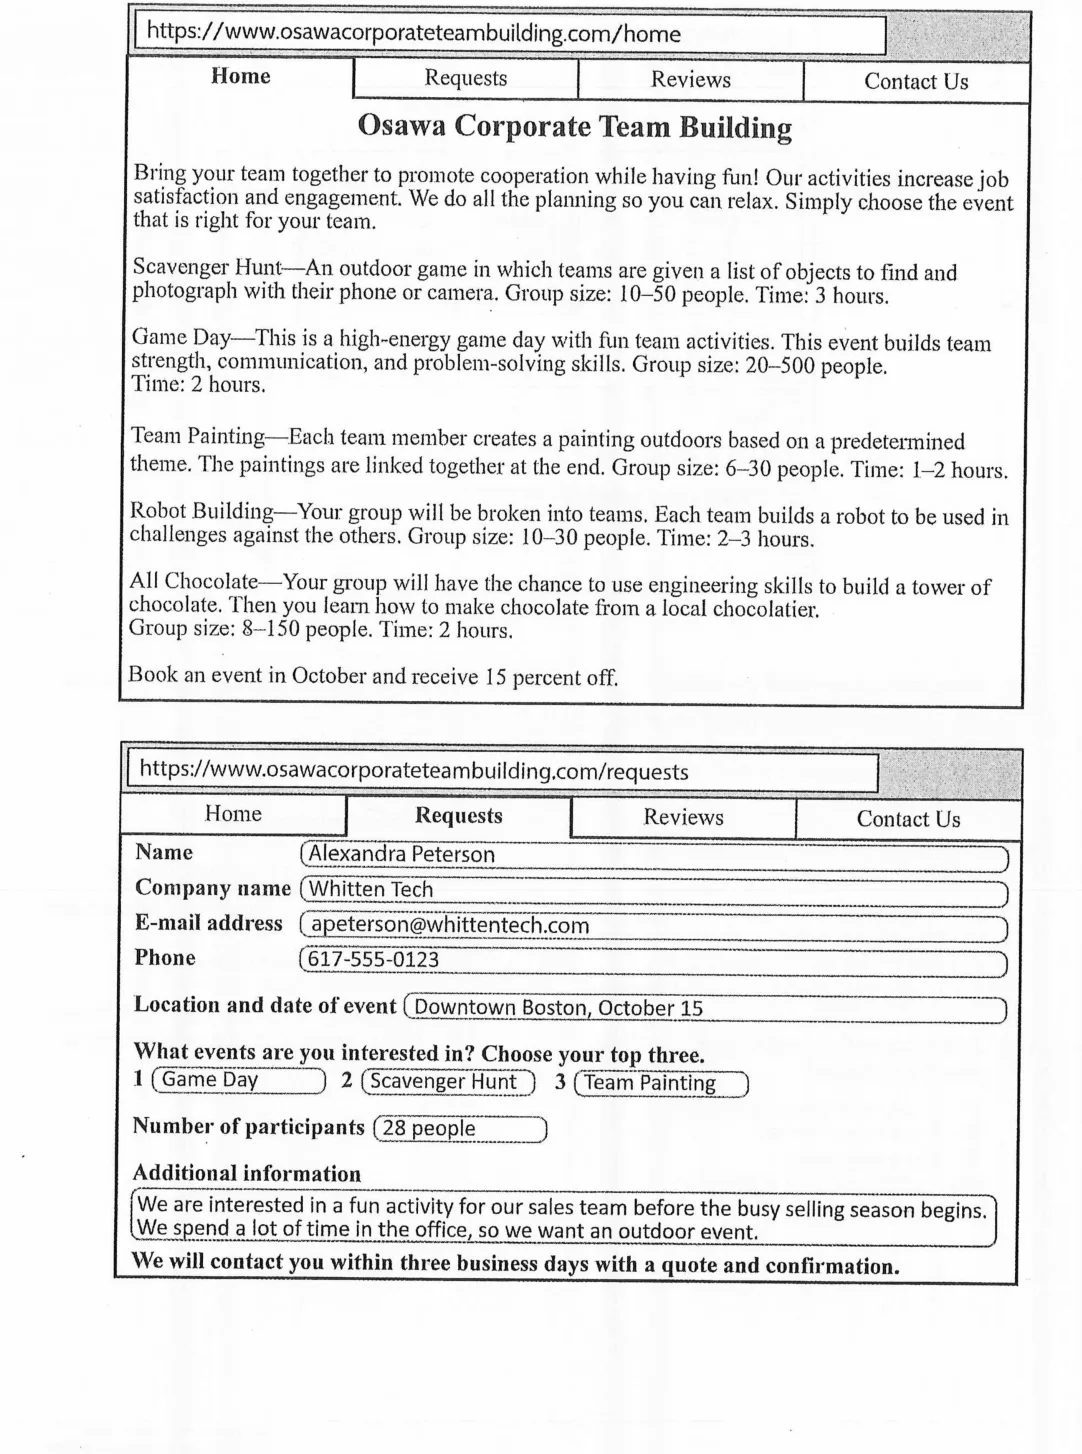 https://www.osawacorporateteambuilding.com/home
Home Requests Reviews Contact Us
Osawa Corporate Team Building
Bring your team together to promote cooperation while having fun! Our activities increase job
satisfaction and engagement. We do all the planning so you can relax. Simply choose the event
that is right for your team.
Scavenger Hunt—An outdoor game in which teams are given a list of objects to find and
photograph with their phone or camera. Group size: 10–50 people. Time: 3 hours.
Game Day—This is a high-energy game day with fun team activities. This event builds team
strength, communication, and problem-solving skills. Group size: 20–500 people.
Time: 2 hours.
Team Painting—Each team member creates a painting outdoors based on a predetermined
theme. The paintings are linked together at the end. Group size: 6–30 people. Time: 1–2 hours.
Robot Building—Your group will be broken into teams. Each team builds a robot to be used in
challenges against the others. Group size: 10–30 people. Time: 2–3 hours.
All Chocolate—Your group will have the chance to use engineering skills to build a tower of
chocolate. Then you learn how to make chocolate from a local chocolatier.
Group size: 8–150 people. Time: 2 hours.
Book an event in October and receive 15 percent off.
https://www.osawacorporateteambuilding.com/requests
Home Requests Reviews Contact Us
Name Alexandra Peterson
Company name Whitten Tech
E-mail address apeterson@whittentech.com
Phone 617-555-0123
Location and date of event Downtown Boston, October 15
What events are you interested in? Choose your top three.
1 Game Day 2 Scavenger Hunt 3 Team Painting
Number of participants 28 people
Additional information
We are interested in a fun activity for our sales team before the busy selling season begins.
We spend a lot of time in the office, so we want an outdoor event.
We will contact you within three business days with a quote and confirmation.